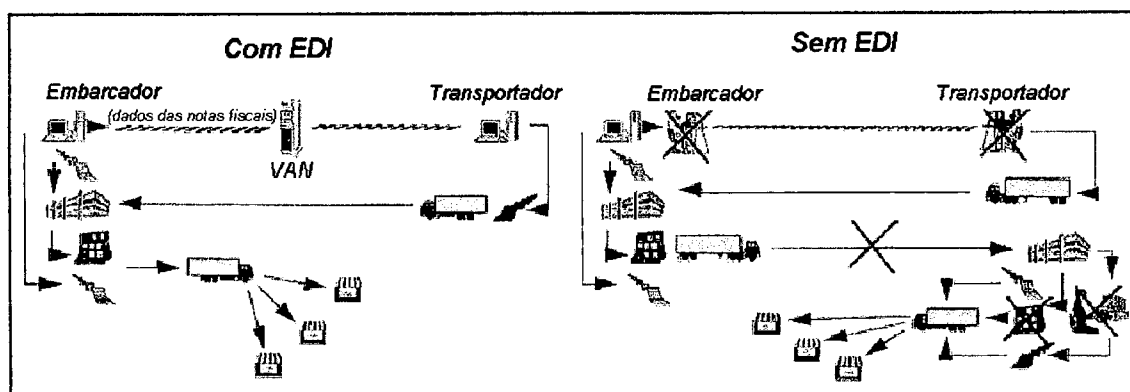 Com EDI
Embarcador
(dados das notas fiscais)
Transportador
VAN
Sem EDI
Embarcador
Transportador